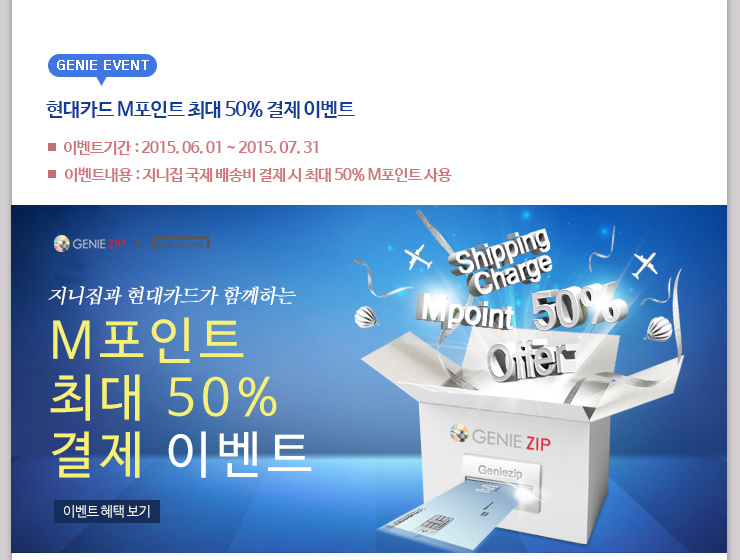 GENIE EVENT
현대카드 M포인트 최대 50% 결제 이벤트
이벤트기간 : 2015. 06. 01 ~ 2015. 07. 31
이벤트내용 : 지니집 국제 배송비 결제 시 최대 50% M포인트 사용
GENIE ZIP
지니집과 현대카드가 함께하는
M포인트
최대 50%
결제 이벤트
이벤트 혜택 보기
Shipping
Charge
Mpoint 50%
Offer
GENIE ZIP
Geniezip